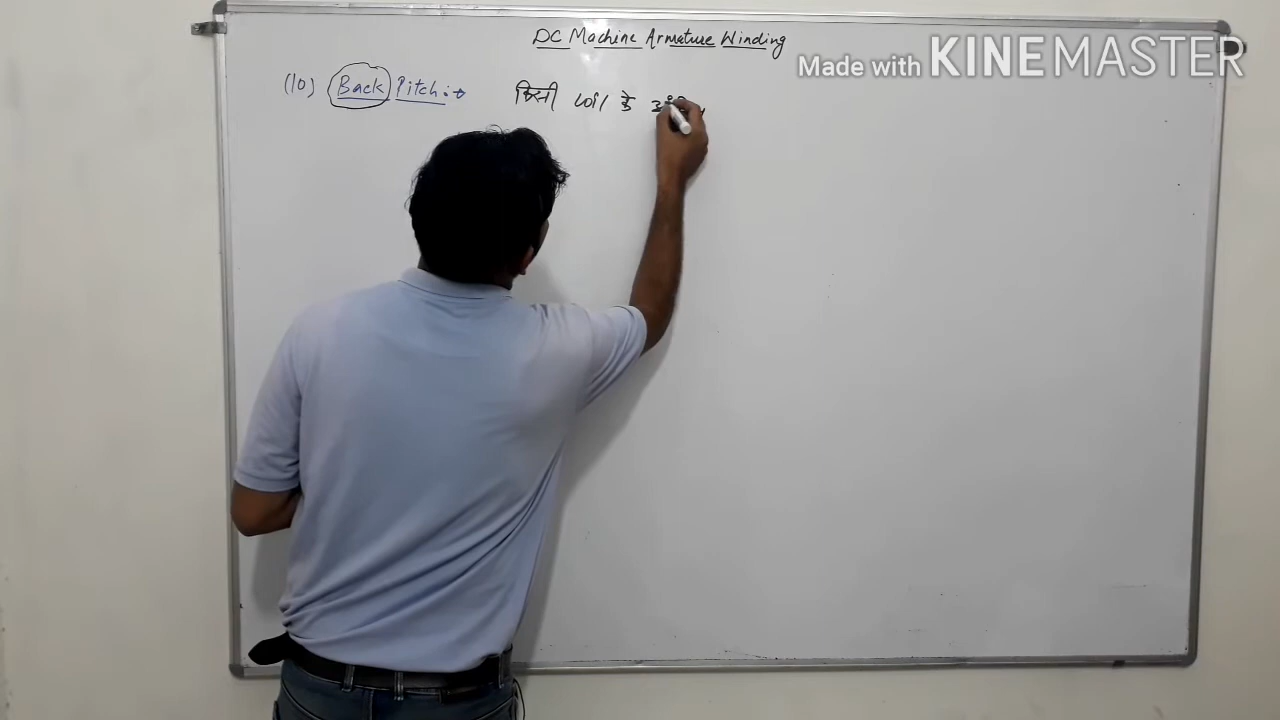 DC Machine Armature Winding
Made with KINEMASTER
(10) Back Pitch :→ किसी coil के